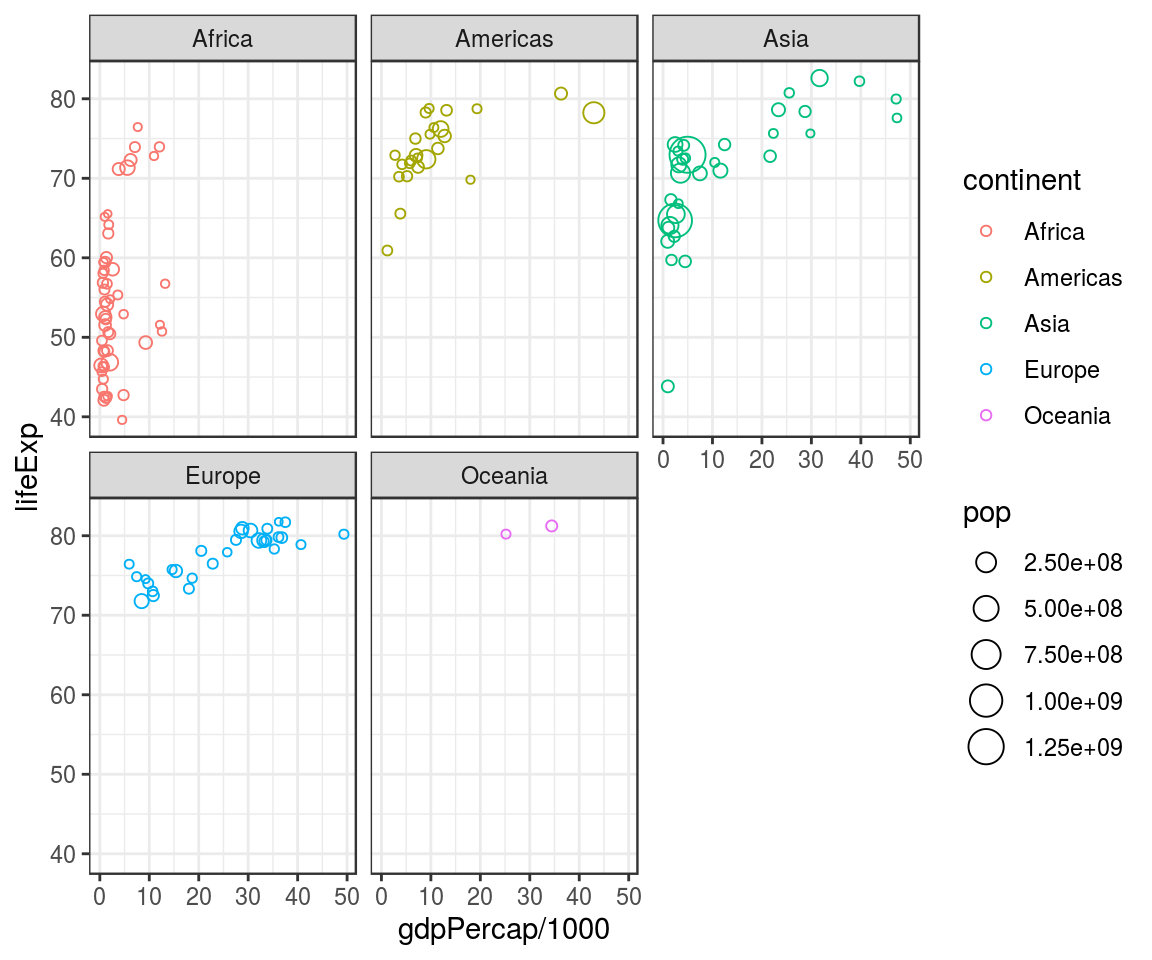 Africa
Americas
Asia
80
70
60
50
40
0 10 20 30 40 50
Europe
Oceania
80
70
60
50
40
0 10 20 30 40 50
0 10 20 30 40 50
gdpPercap/1000
lifeExp
continent
Africa
Americas
Asia
Europe
Oceania
pop
2.50e+08
5.00e+08
7.50e+08
1.00e+09
1.25e+09